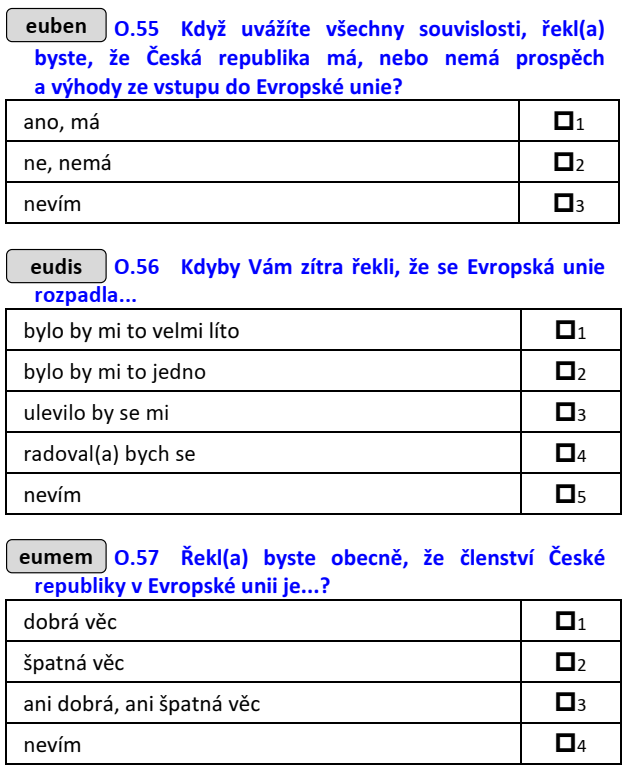 euben O.55 Když uvážíte všechny souvislosti, řekl(a)
byste, že Česká republika má, nebo nemá prospěch
a výhody ze vstupu do Evropské unie?
ano, má 1
ne, nemá 2
nevím 3
eudis O.56 Kdyby Vám zítra řekli, že se Evropská unie
rozpadla...
bylo by mi to velmi líto 1
bylo by mi to jedno 2
ulevilo by se mi 3
radoval(a) bych se 4
nevím 5
eumem O.57 Řekl(a) byste obecně, že členství České
republiky v Evropské unii je...?
dobrá věc 1
špatná věc 2
ani dobrá, ani špatná věc 3
nevím 4